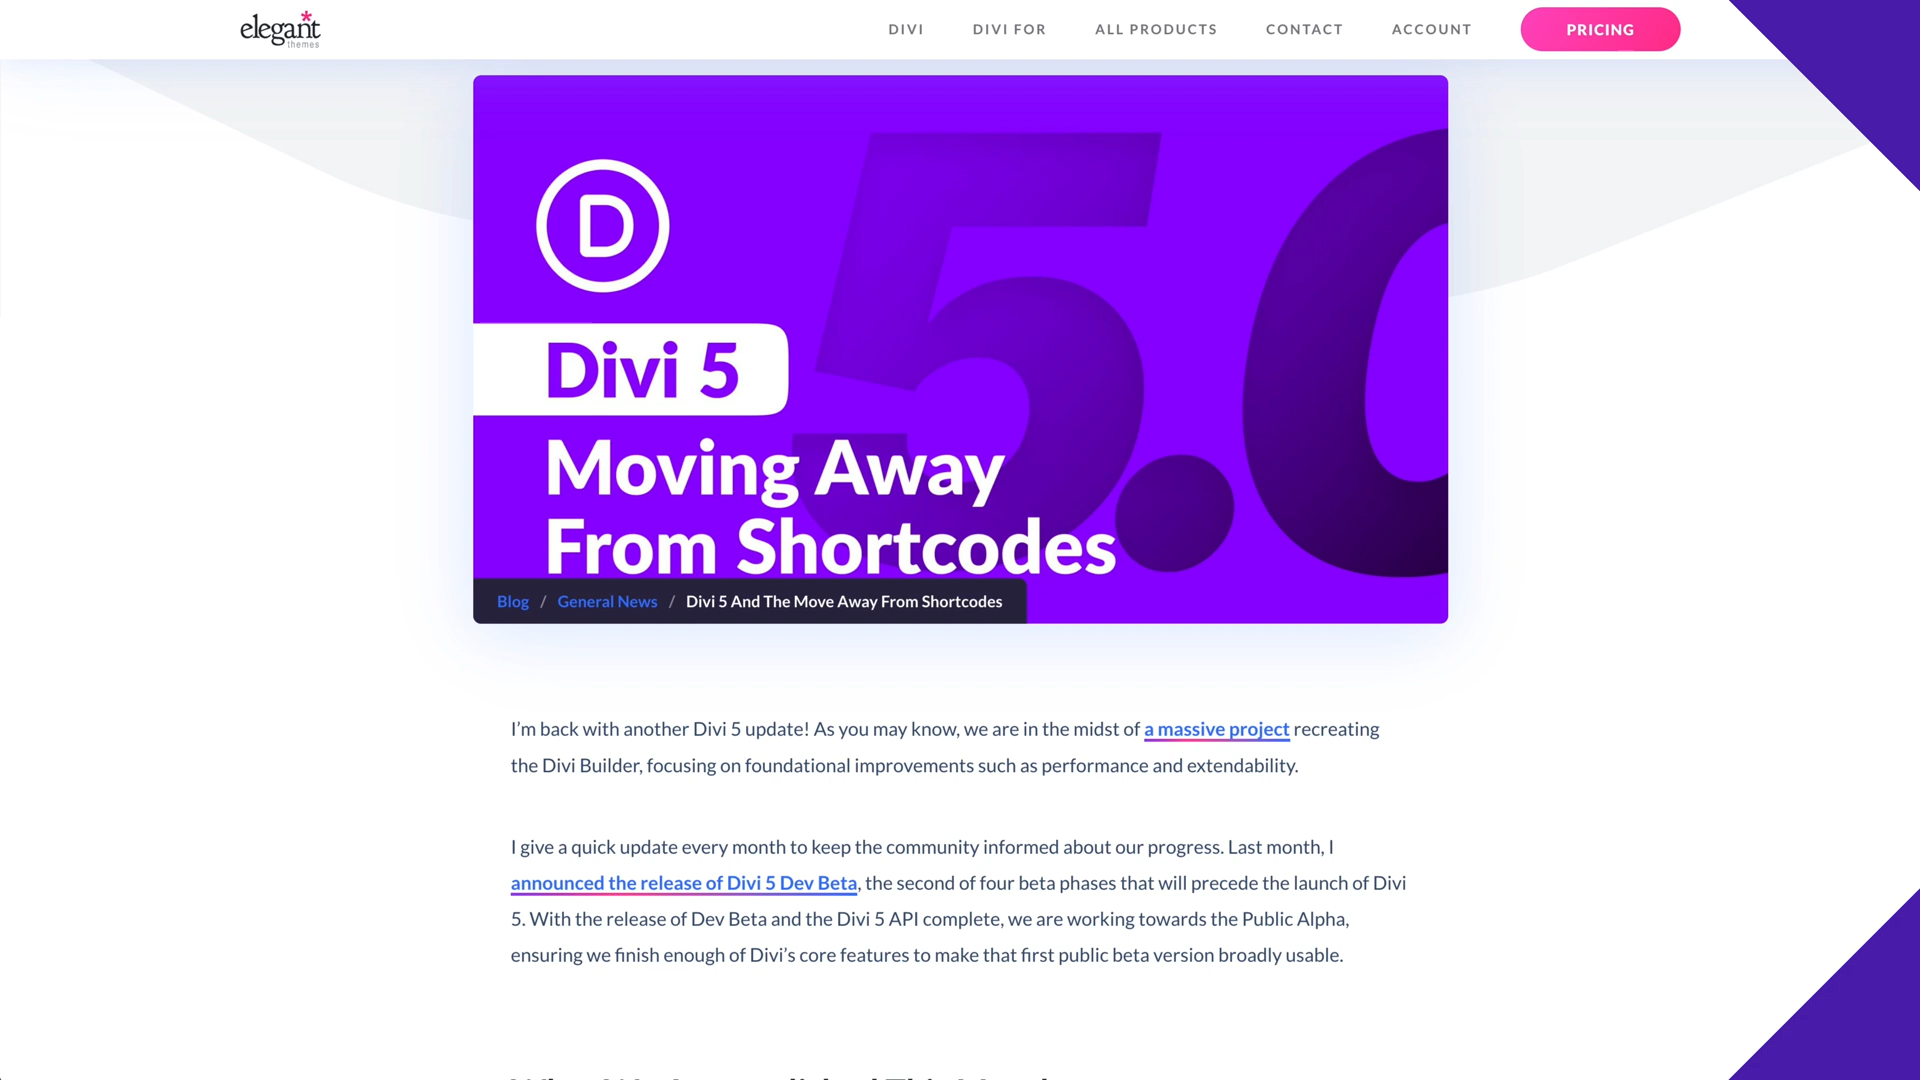 elegant
themes
DIVI
DIVI FOR
ALL PRODUCTS
CONTACT
ACCOUNT
PRICING
D
5.0
Divi 5
Moving Away
From Shortcodes
Blog / General News / Divi 5 And The Move Away From Shortcodes
I’m back with another Divi 5 update! As you may know, we are in the midst of a massive project recreating
the Divi Builder, focusing on foundational improvements such as performance and extendability.
I give a quick update every month to keep the community informed about our progress. Last month, I
announced the release of Divi 5 Dev Beta, the second of four beta phases that will precede the launch of Divi
5. With the release of Dev Beta and the Divi 5 API complete, we are working towards the Public Alpha,
ensuring we finish enough of Divi’s core features to make that first public beta version broadly usable.